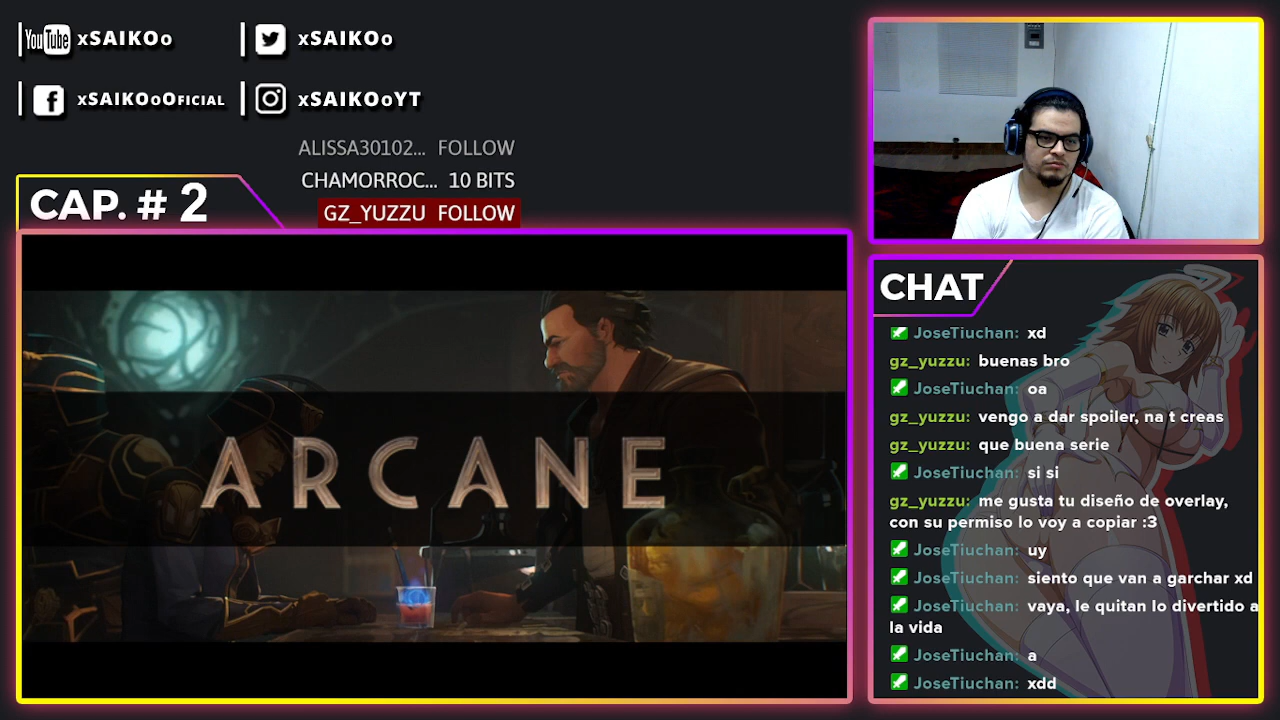 YouTube xSAIKOo
xSAIKOo
xSAIKOoOficial
xSAIKOoYT
ALISSA30102... FOLLOW
CHAMORROC... 10 BITS
GZ_YUZZU FOLLOW
CAP. # 2
ARCANE
CHAT
JoseTiuchan: xd
gz_yuzzu: buenas bro
JoseTiuchan: oa
gz_yuzzu: vengo a dar spoiler, na t creas
gz_yuzzu: que buena serie
JoseTiuchan: si si
gz_yuzzu: me gusta tu diseño de overlay,
con su permiso lo voy a copiar :3
JoseTiuchan: uy
JoseTiuchan: siento que van a garchar xd
JoseTiuchan: vaya, le quitan lo divertido a
la vida
JoseTiuchan: a
JoseTiuchan: xdd